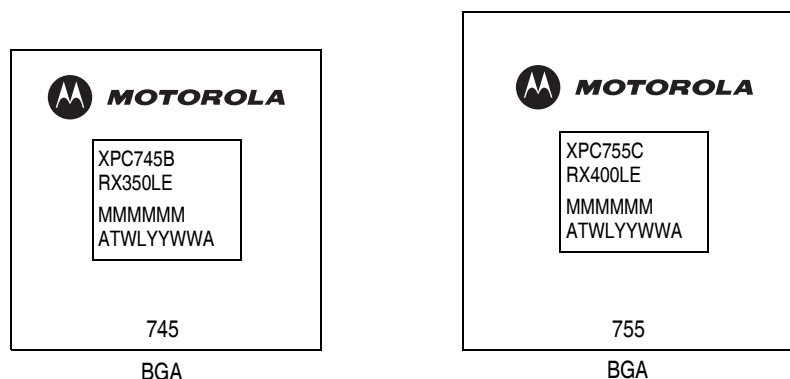 MOTOROLA
XPC745B
RX350LE
MMMMMM
ATWLYYWWA
745
BGA
MOTOROLA
XPC755C
RX400LE
MMMMMM
ATWLYYWWA
755
BGA